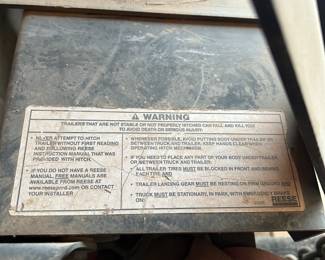 ⚠ WARNING
TRAILERS THAT ARE NOT STABLE OR NOT PROPERLY HITCHED CAN FALL AND KILL YOU
TO AVOID DEATH OR SERIOUS INJURY:
• NEVER ATTEMPT TO HITCH
TRAILER WITHOUT FIRST READING
AND FOLLOWING REESE
INSTRUCTION MANUAL THAT WAS
PROVIDED WITH HITCH.
• IF YOU DO NOT HAVE A REESE
MANUAL, FREE MANUALS ARE
AVAILABLE FROM REESE AT
www.reeseprod.com OR CONTACT
YOUR INSTALLER
• WHENEVER POSSIBLE, AVOID PUTTING BODY UNDER TRAILER OR
BETWEEN TRUCK AND TRAILER. KEEP HANDS CLEAR WHEN
OPERATING HITCH MECHANISM.
• IF YOU NEED TO PLACE ANY PART OF YOUR BODY UNDER TRAILER
OR BETWEEN TRUCK AND TRAILER:
ALL TRAILER TIRES MUST BE BLOCKED IN FRONT AND BEHIND
EACH TIRE AND
TRAILER LANDING GEAR MUST BE RESTING ON FIRM GROUND AND
TRUCK MUST BE STATIONARY, IN PARK, WITH EMERGENCY BRAKE
ON.
REESE